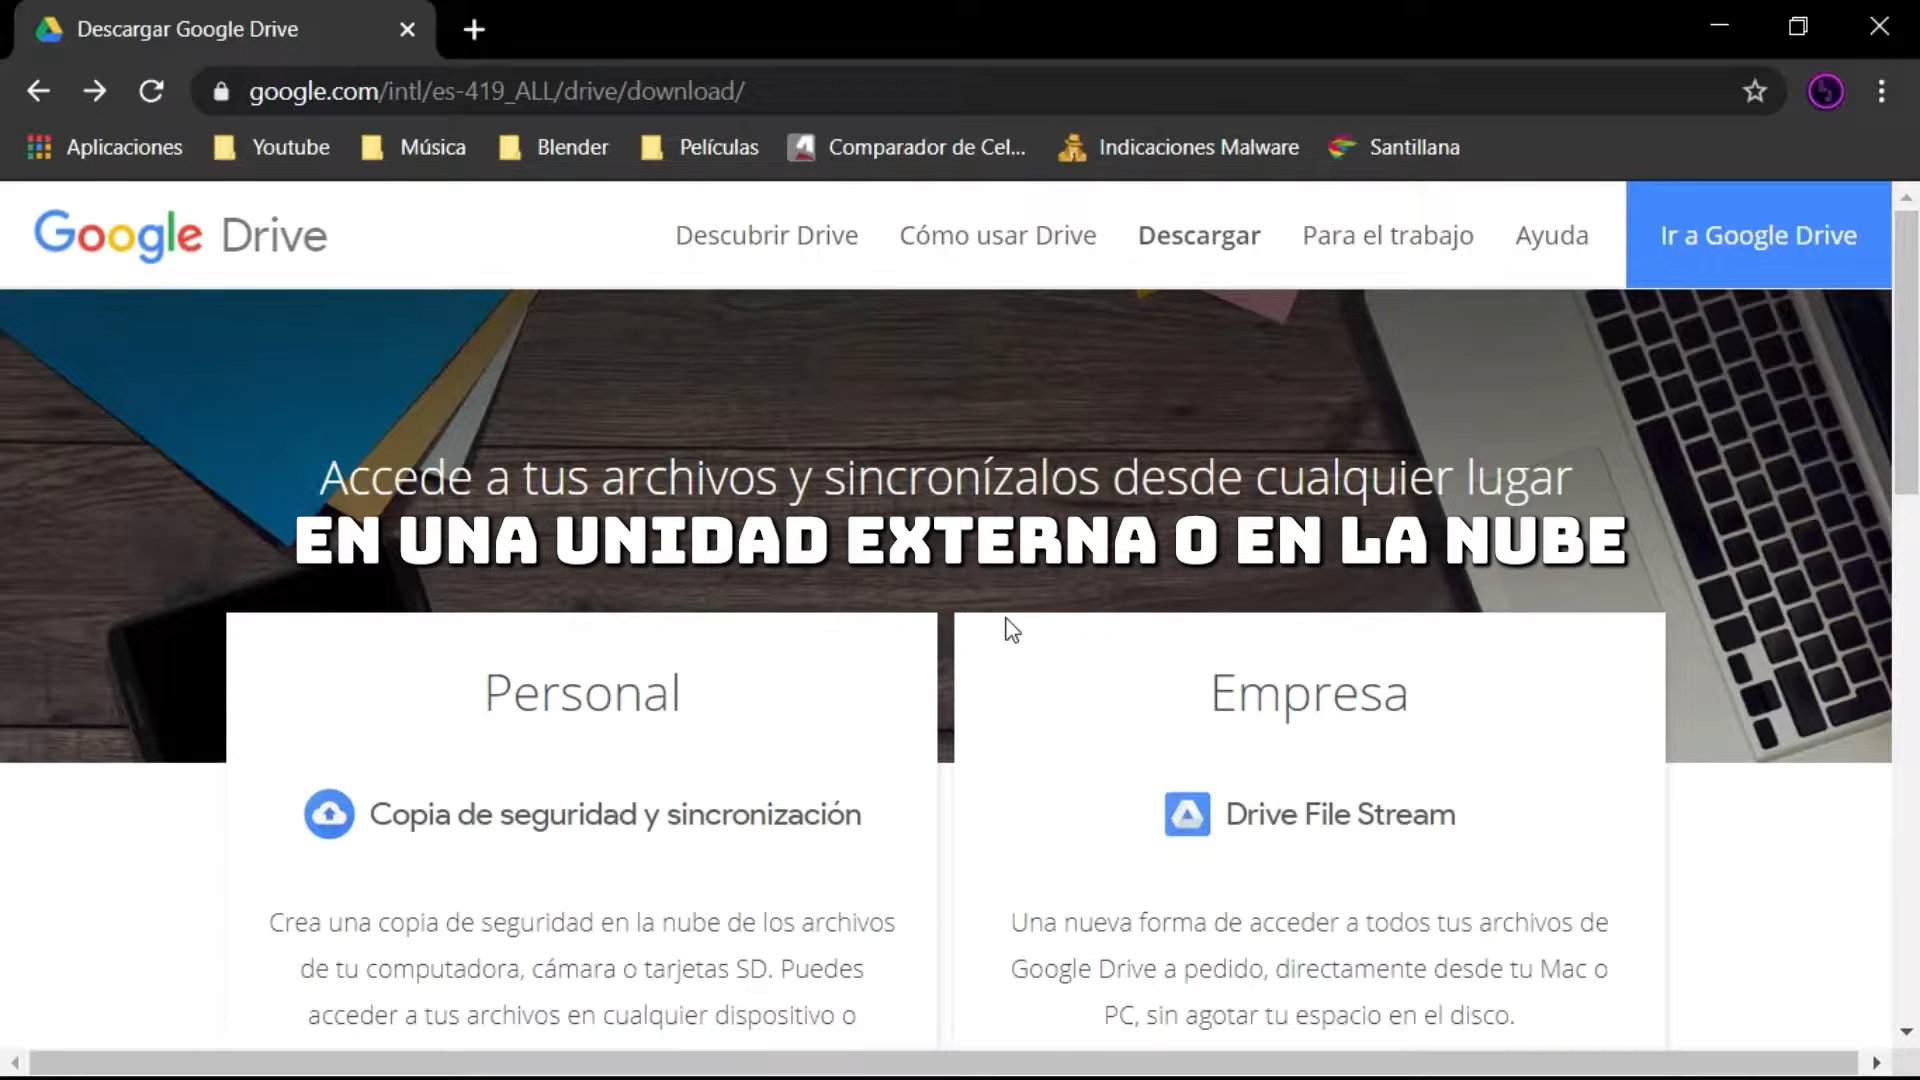 Descargar Google Drive
google.com/intl/es-419_ALL/drive/download/
Aplicaciones Youtube Música Blender Películas Comparador de Cel... Indicaciones Malware Santillana
Google Drive Descubrir Drive Cómo usar Drive Descargar Para el trabajo Ayuda Ir a Google Drive
Accede a tus archivos y sincronízalos desde cualquier lugar
EN UNA UNIDAD EXTERNA O EN LA NUBE
Personal
Copia de seguridad y sincronización
Crea una copia de seguridad en la nube de los archivos
de tu computadora, cámara o tarjetas SD. Puedes
acceder a tus archivos en cualquier dispositivo o
Empresa
Drive File Stream
Una nueva forma de acceder a todos tus archivos de
Google Drive a pedido, directamente desde tu Mac o
PC, sin agotar tu espacio en el disco.